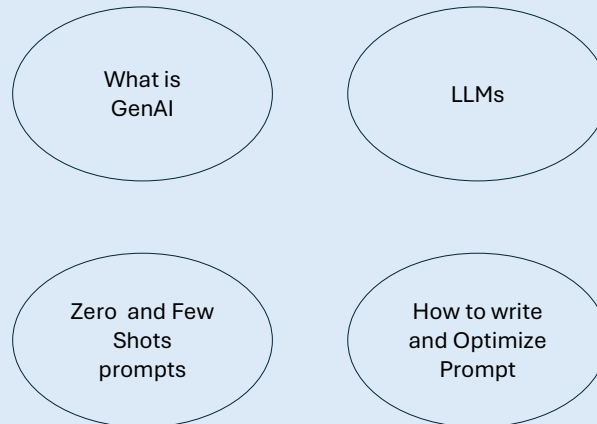 What is
GenAI
LLMs
Zero and Few
Shots
prompts
How to write
and Optimize
Prompt